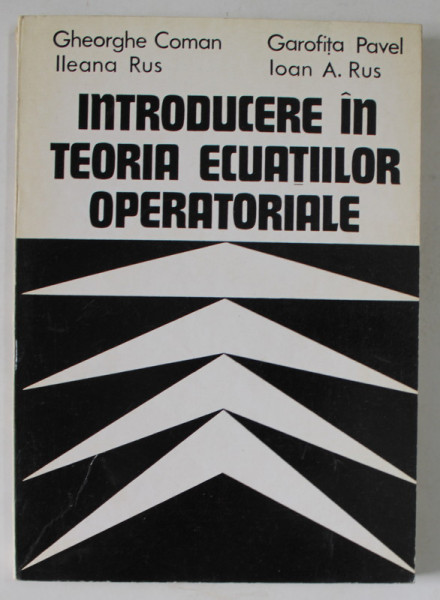 Gheorghe Coman Garofița Pavel
Ileana Rus Ioan A. Rus
INTRODUCERE ÎN
TEORIA ECUAȚIILOR
OPERATORIALE